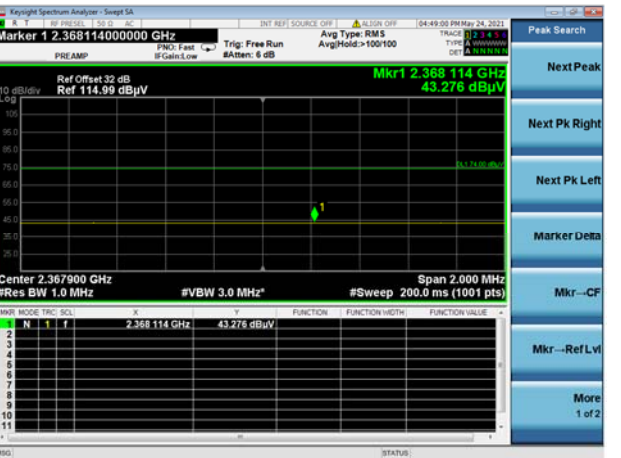 Keysight Spectrum Analyzer - Swept SA
R T RF PRESEL 50 Ω AC INT REF SOURCE OFF ALIGN OFF 04:49:00 PM May 24, 2021
Marker 1 2.368114000000 GHz
PREAMP
PNO: Fast
IFGain:Low
Trig: Free Run
#Atten: 6 dB
Avg Type: RMS
Avg|Hold:>100/100
TRACE 1 2 3 4 5 6
TYPE A WWWWW
DET A N N N N N
Peak Search
Ref Offset 32 dB
10 dB/div Ref 114.99 dBµV
Log
Mkr1 2.368 114 GHz
43.276 dBµV
105
95.0
85.0
75.0
DL1 74.00 dBµV
65.0
55.0
1
45.0
35.0
25.0
Center 2.367900 GHz
Span 2.000 MHz
#Res BW 1.0 MHz
#VBW 3.0 MHz*
#Sweep 200.0 ms (1001 pts)
MKR MODE TRC SCL X Y FUNCTION FUNCTION WIDTH FUNCTION VALUE
1 N 1 f 2.368 114 GHz 43.276 dBµV
2
3
4
5
6
7
8
9
10
11
MSG
STATUS
Next Peak
Next Pk Right
Next Pk Left
Marker Delta
Mkr→CF
Mkr→Ref Lvl
More
1 of 2